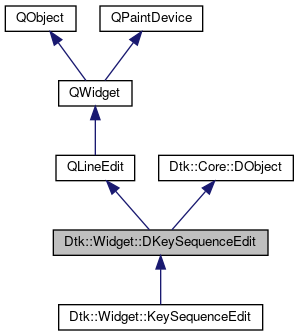 QObject
QPaintDevice
QWidget
QLineEdit
Dtk::Core::DObject
Dtk::Widget::DKeySequenceEdit
Dtk::Widget::KeySequenceEdit